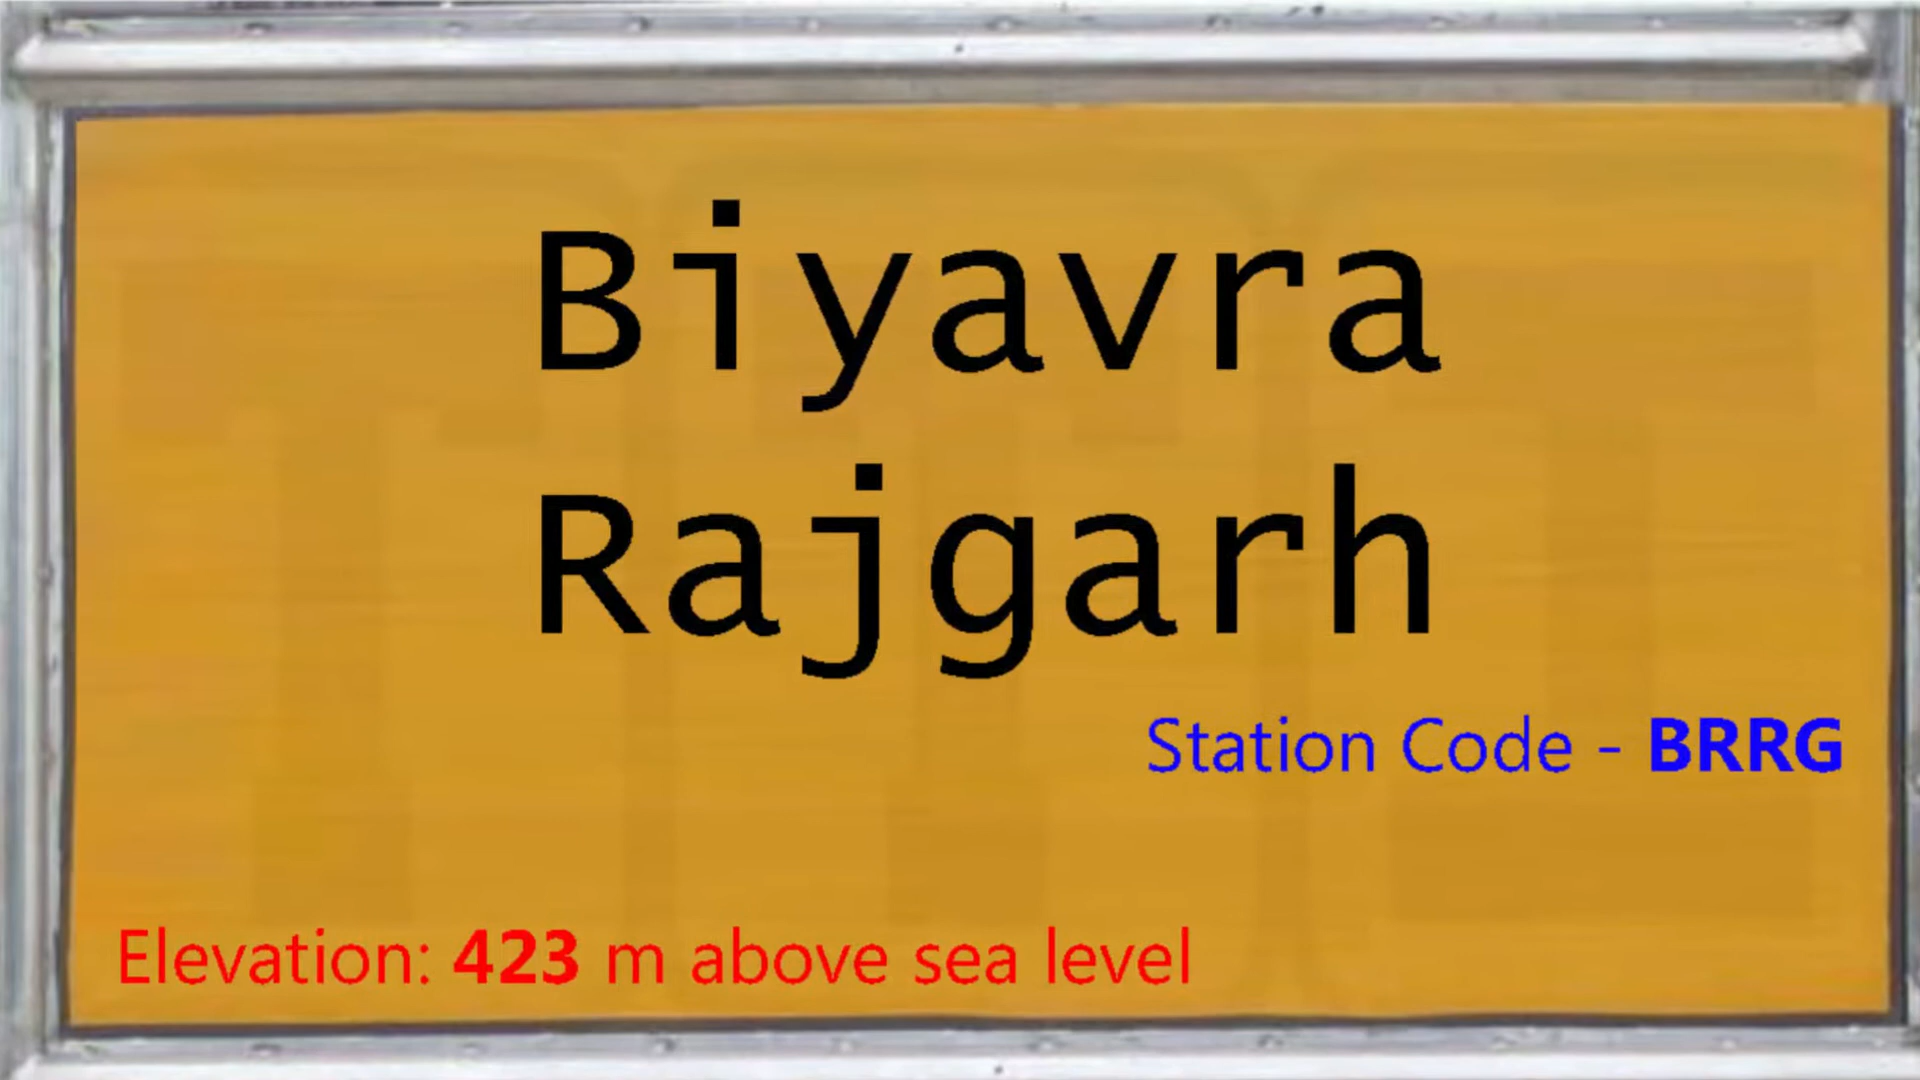 Biyavra
Rajgarh
Station Code - BRRG
Elevation: 423 m above sea level